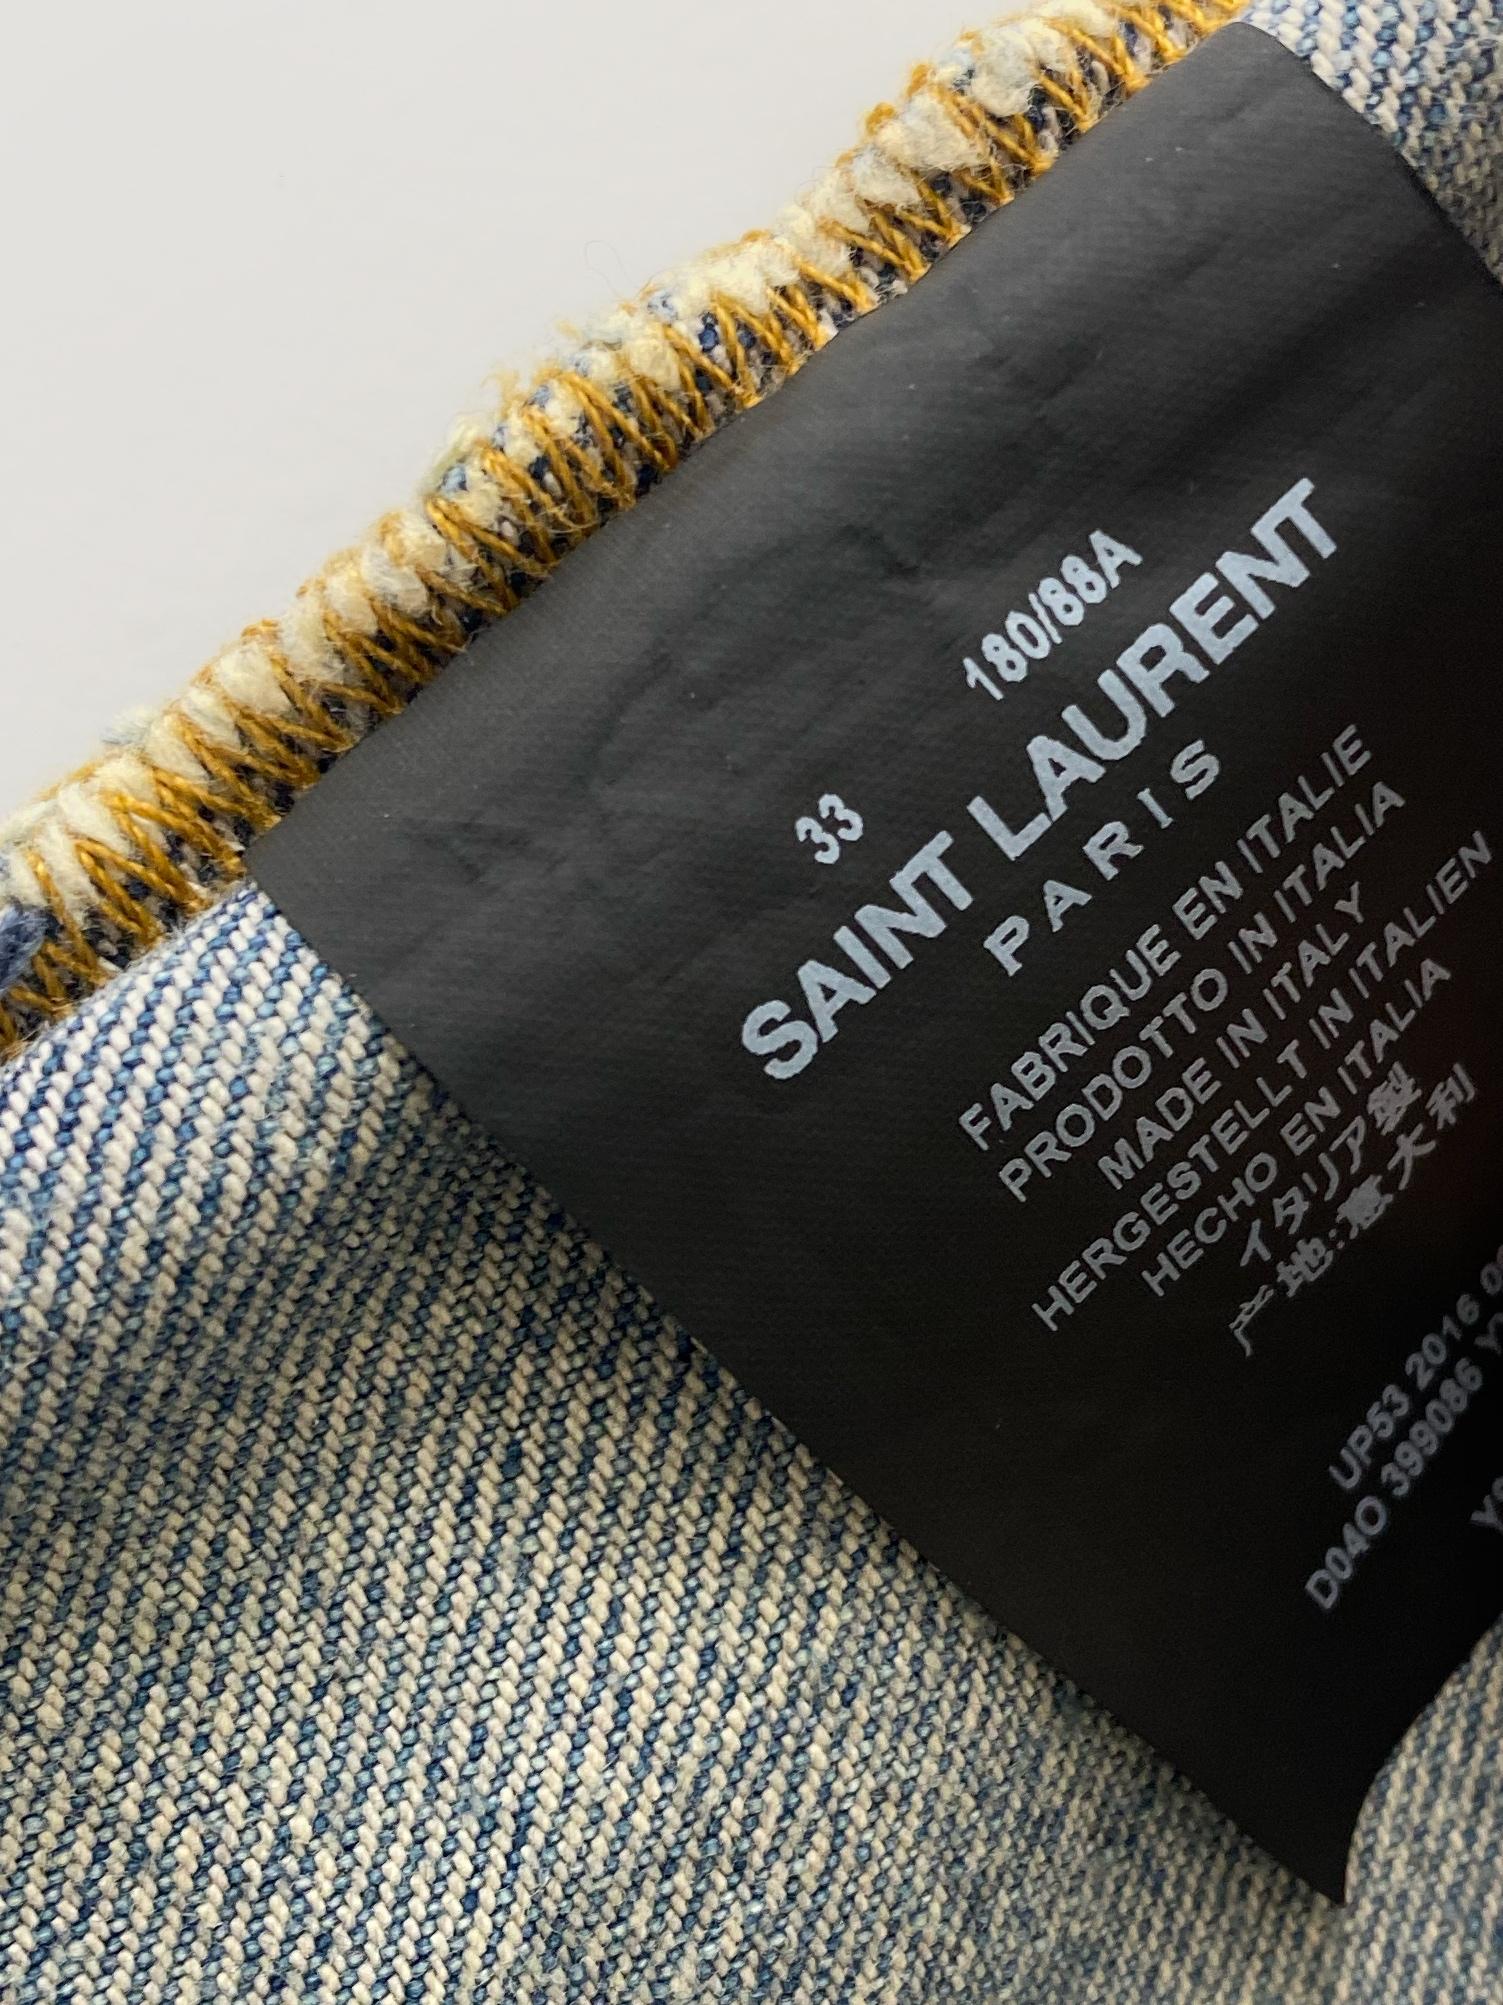 33 180/88A
SAINT LAURENT
PARIS
FABRIQUE EN ITALIE
PRODOTTO IN ITALIA
MADE IN ITALY
HERGESTELLT IN ITALIEN
HECHO EN ITALIA
イタリア製
产地:意大利
UP53 2016
D04O 399086